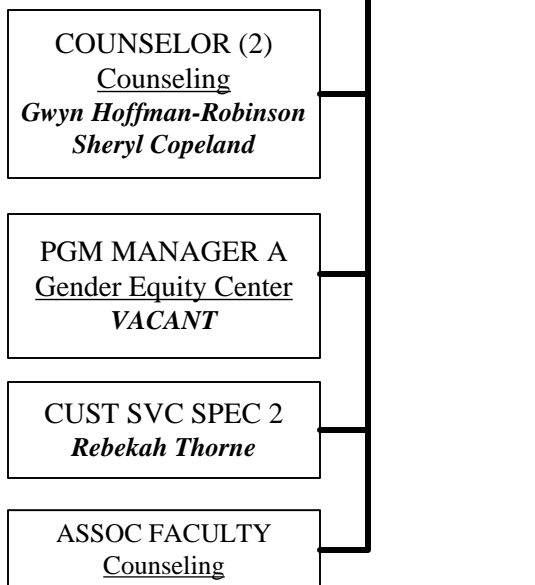 COUNSELOR (2)
Counseling
Gwyn Hoffman-Robinson
Sheryl Copeland
PGM MANAGER A
Gender Equity Center
VACANT
CUST SVC SPEC 2
Rebekah Thorne
ASSOC FACULTY
Counseling